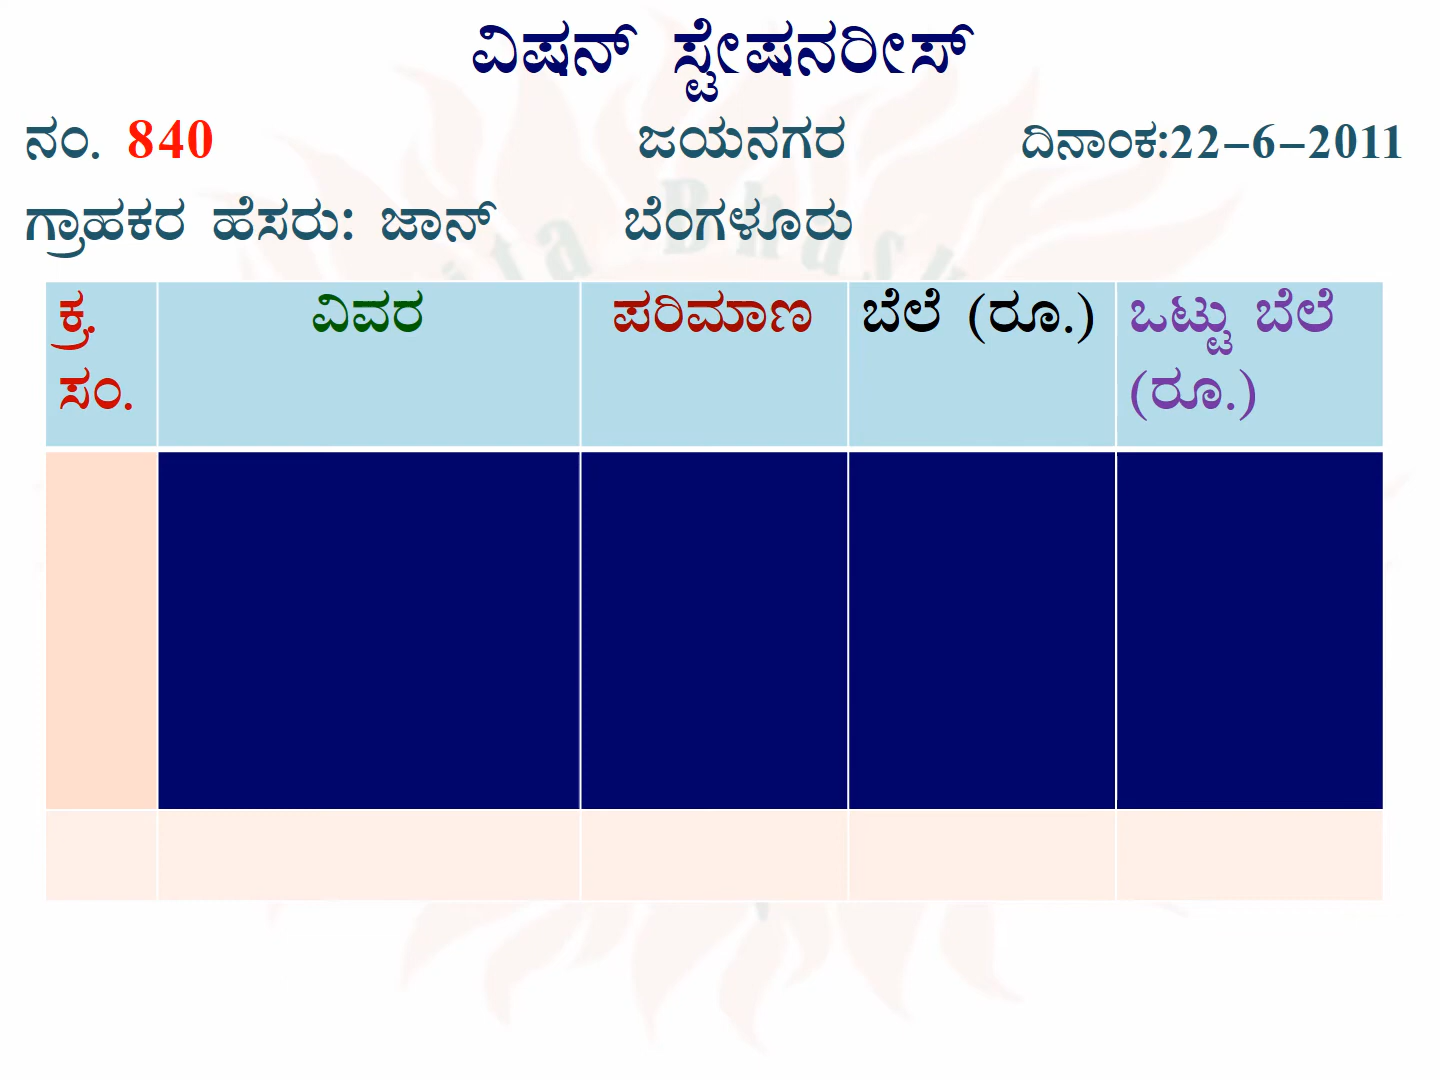 ವಿಷನ್ ಸ್ಟೇಷನರೀಸ್
ನಂ. 840 ಜಯನಗರ ದಿನಾಂಕ:22-6-2011
ಗ್ರಾಹಕರ ಹೆಸರು: ಜಾನ್ ಬೆಂಗಳೂರು
ಕ್ರ. ವಿವರ ಪರಿಮಾಣ ಬೆಲೆ (ರೂ.) ಒಟ್ಟು ಬೆಲೆ
ಸಂ. (ರೂ.)